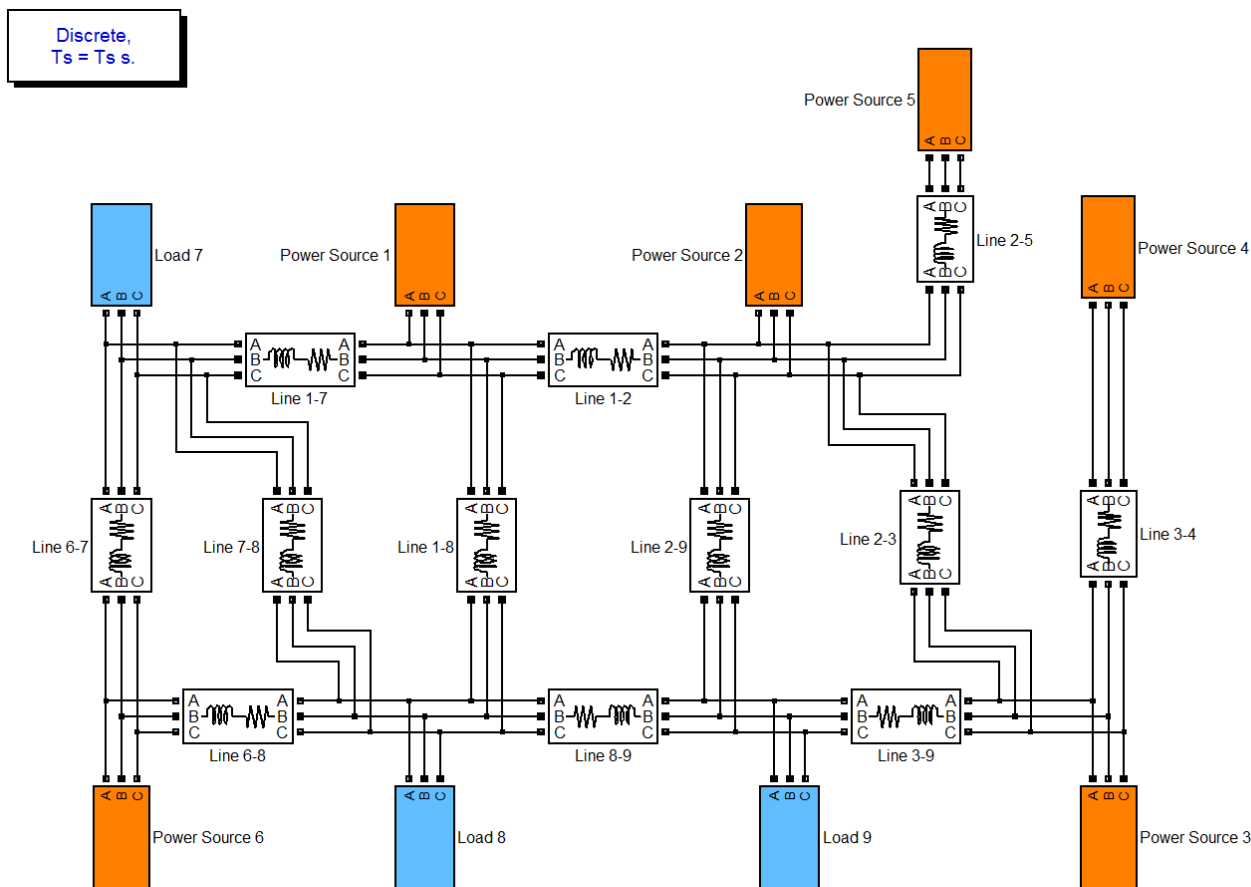 Discrete,
Ts = Ts s.
Power Source 5
A B C
A B C
Line 2-5
A B C
Load 7
A B C
Power Source 1
A B C
Power Source 2
A B C
Power Source 4
A B C
A
B
C
A
B
C
Line 1-7
A
B
C
A
B
C
Line 1-2
A B C
Line 6-7
A B C
A B C
Line 7-8
A B C
A B C
Line 1-8
A B C
A B C
Line 2-9
A B C
A B C
Line 2-3
A B C
A B C
Line 3-4
A B C
A
B
C
A
B
C
Line 6-8
A
B
C
A
B
C
Line 8-9
A
B
C
A
B
C
Line 3-9
A B C
Power Source 6
A B C
Load 8
A B C
Load 9
A B C
Power Source 3